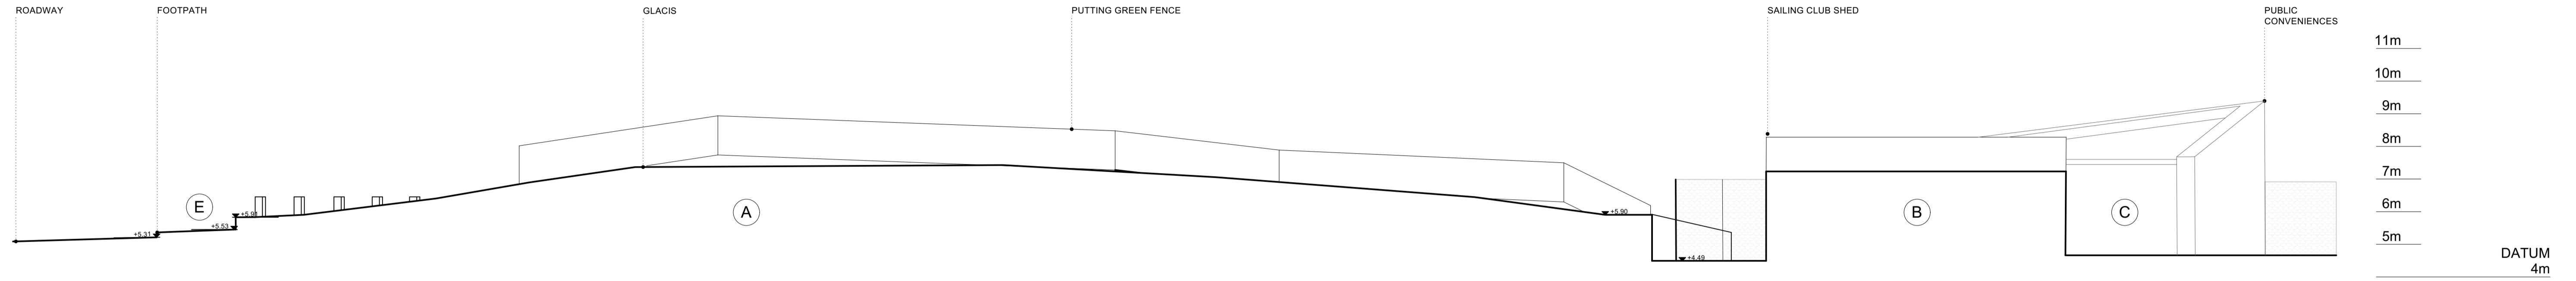 ROADWAY
FOOTPATH
GLACIS
PUTTING GREEN FENCE
SAILING CLUB SHED
PUBLIC
CONVENIENCES
11m
10m
9m
8m
7m
6m
5m
DATUM
4m
E
A
B
C
+5.31
+5.53
+5.90
+4.49